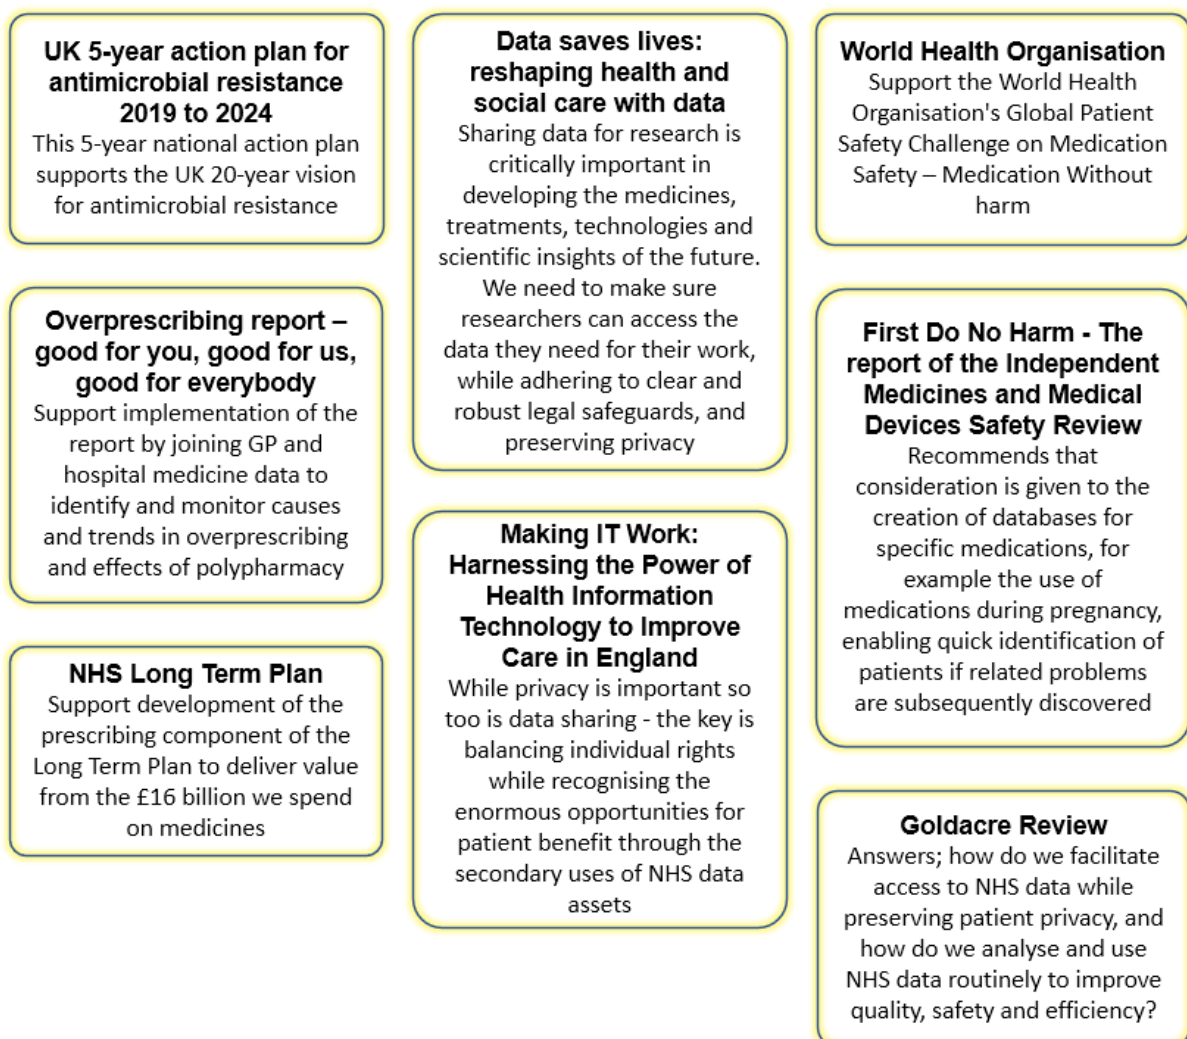 UK 5-year action plan for
antimicrobial resistance
2019 to 2024
This 5-year national action plan
supports the UK 20-year vision
for antimicrobial resistance
Overprescribing report –
good for you, good for us,
good for everybody
Support implementation of the
report by joining GP and
hospital medicine data to
identify and monitor causes
and trends in overprescribing
and effects of polypharmacy
NHS Long Term Plan
Support development of the
prescribing component of the
Long Term Plan to deliver value
from the £16 billion we spend
on medicines
Data saves lives:
reshaping health and
social care with data
Sharing data for research is
critically important in
developing the medicines,
treatments, technologies and
scientific insights of the future.
We need to make sure
researchers can access the
data they need for their work,
while adhering to clear and
robust legal safeguards, and
preserving privacy
Making IT Work:
Harnessing the Power of
Health Information
Technology to Improve
Care in England
While privacy is important so
too is data sharing - the key is
balancing individual rights
while recognising the
enormous opportunities for
patient benefit through the
secondary uses of NHS data
assets
World Health Organisation
Support the World Health
Organisation's Global Patient
Safety Challenge on Medication
Safety – Medication Without
harm
First Do No Harm - The
report of the Independent
Medicines and Medical
Devices Safety Review
Recommends that
consideration is given to the
creation of databases for
specific medications, for
example the use of
medications during pregnancy,
enabling quick identification of
patients if related problems
are subsequently discovered
Goldacre Review
Answers; how do we facilitate
access to NHS data while
preserving patient privacy, and
how do we analyse and use
NHS data routinely to improve
quality, safety and efficiency?